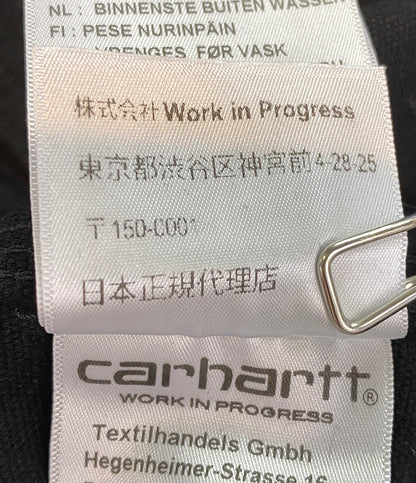 NL: BINNENSTE BUITEN WASSEN
FI: PESE NURINPÄIN
VRENGES FØR VASK
株式会社Work in Progress
東京都渋谷区神宮前4-28-25
〒150-0001
日本正規代理店
carhartt®
WORK IN PROGRESS
Textilhandels Gmbh
Hegenheimer-Strasse 16